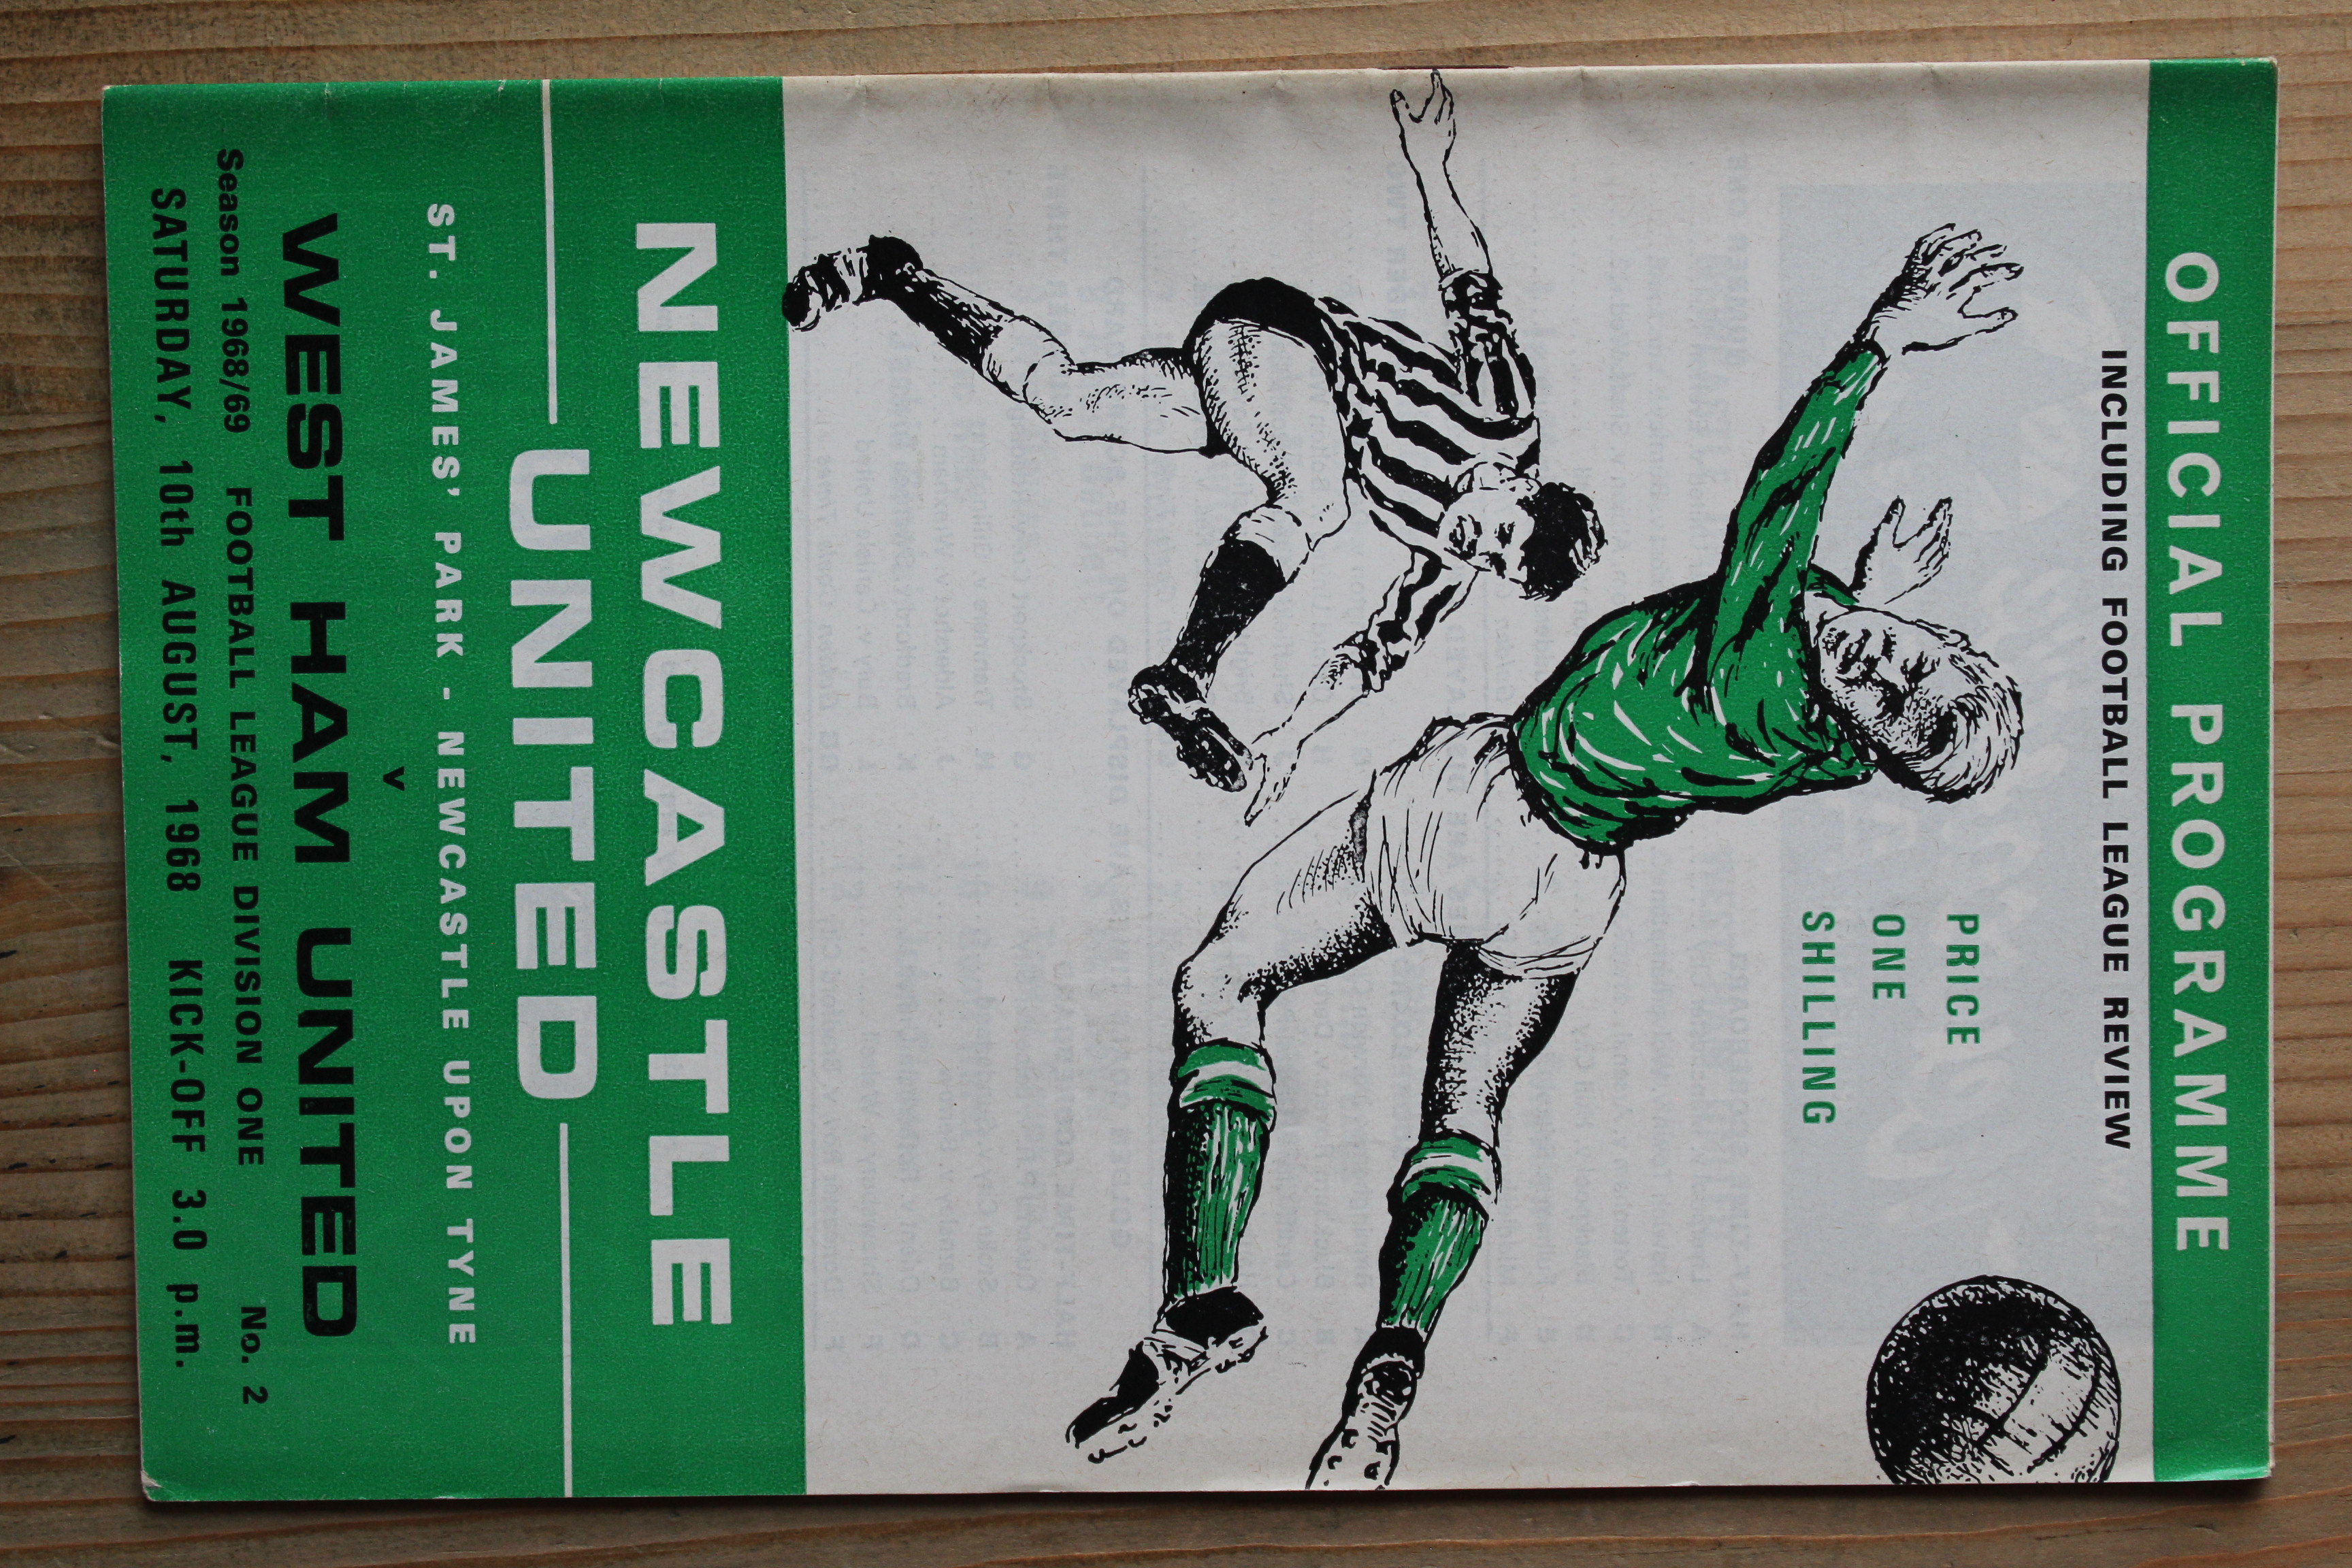 OFFICIAL PROGRAMME
INCLUDING FOOTBALL LEAGUE REVIEW
PRICE
ONE
SHILLING
NEWCASTLE
UNITED
ST. JAMES' PARK - NEWCASTLE UPON TYNE
v
WEST HAM UNITED
Season 1968/69 FOOTBALL LEAGUE DIVISION ONE No. 2
SATURDAY, 10th AUGUST, 1968 KICK-OFF 3.0 p.m.